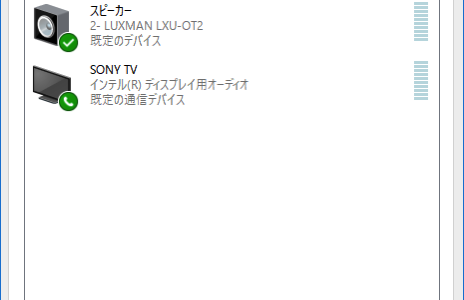 スピーカー
2- LUXMAN LXU-OT2
既定のデバイス
SONY TV
インテル(R) ディスプレイ用オーディオ
既定の通信デバイス